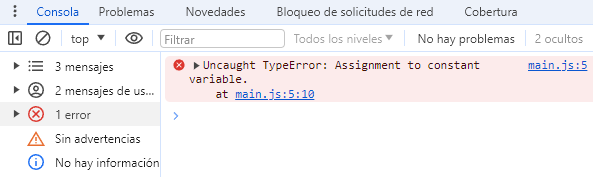 Consola Problemas Novedades Bloqueo de solicitudes de red Cobertura
top Filtrar Todos los niveles No hay problemas 2 ocultos
3 mensajes
2 mensajes de us...
1 error
Sin advertencias
No hay información
Uncaught TypeError: Assignment to constant main.js:5
variable.
at main.js:5:10